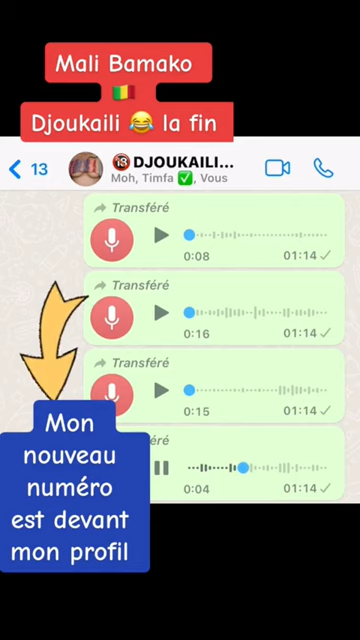 Mali Bamako
🇲🇱
Djoukaili 😂 la fin
13
🔞DJOUKAILI...
Moh, Timfa ✅, Vous
Transféré
0:08 01:14
Transféré
0:16 01:14
Transféré
0:15 01:14
éré
0:04 01:14
Mon
nouveau
numéro
est devant
mon profil